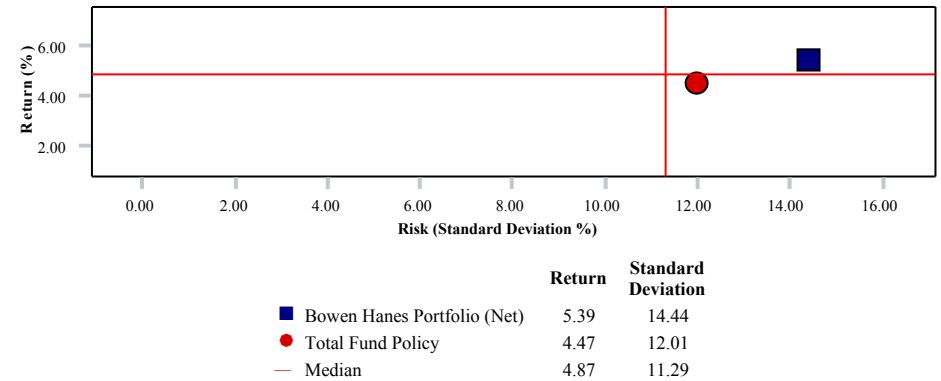 Return (%)
6.00
4.00
2.00
0.00 2.00 4.00 6.00 8.00 10.00 12.00 14.00 16.00
Risk (Standard Deviation %)
Return Standard Deviation
Bowen Hanes Portfolio (Net) 5.39 14.44
Total Fund Policy 4.47 12.01
Median 4.87 11.29